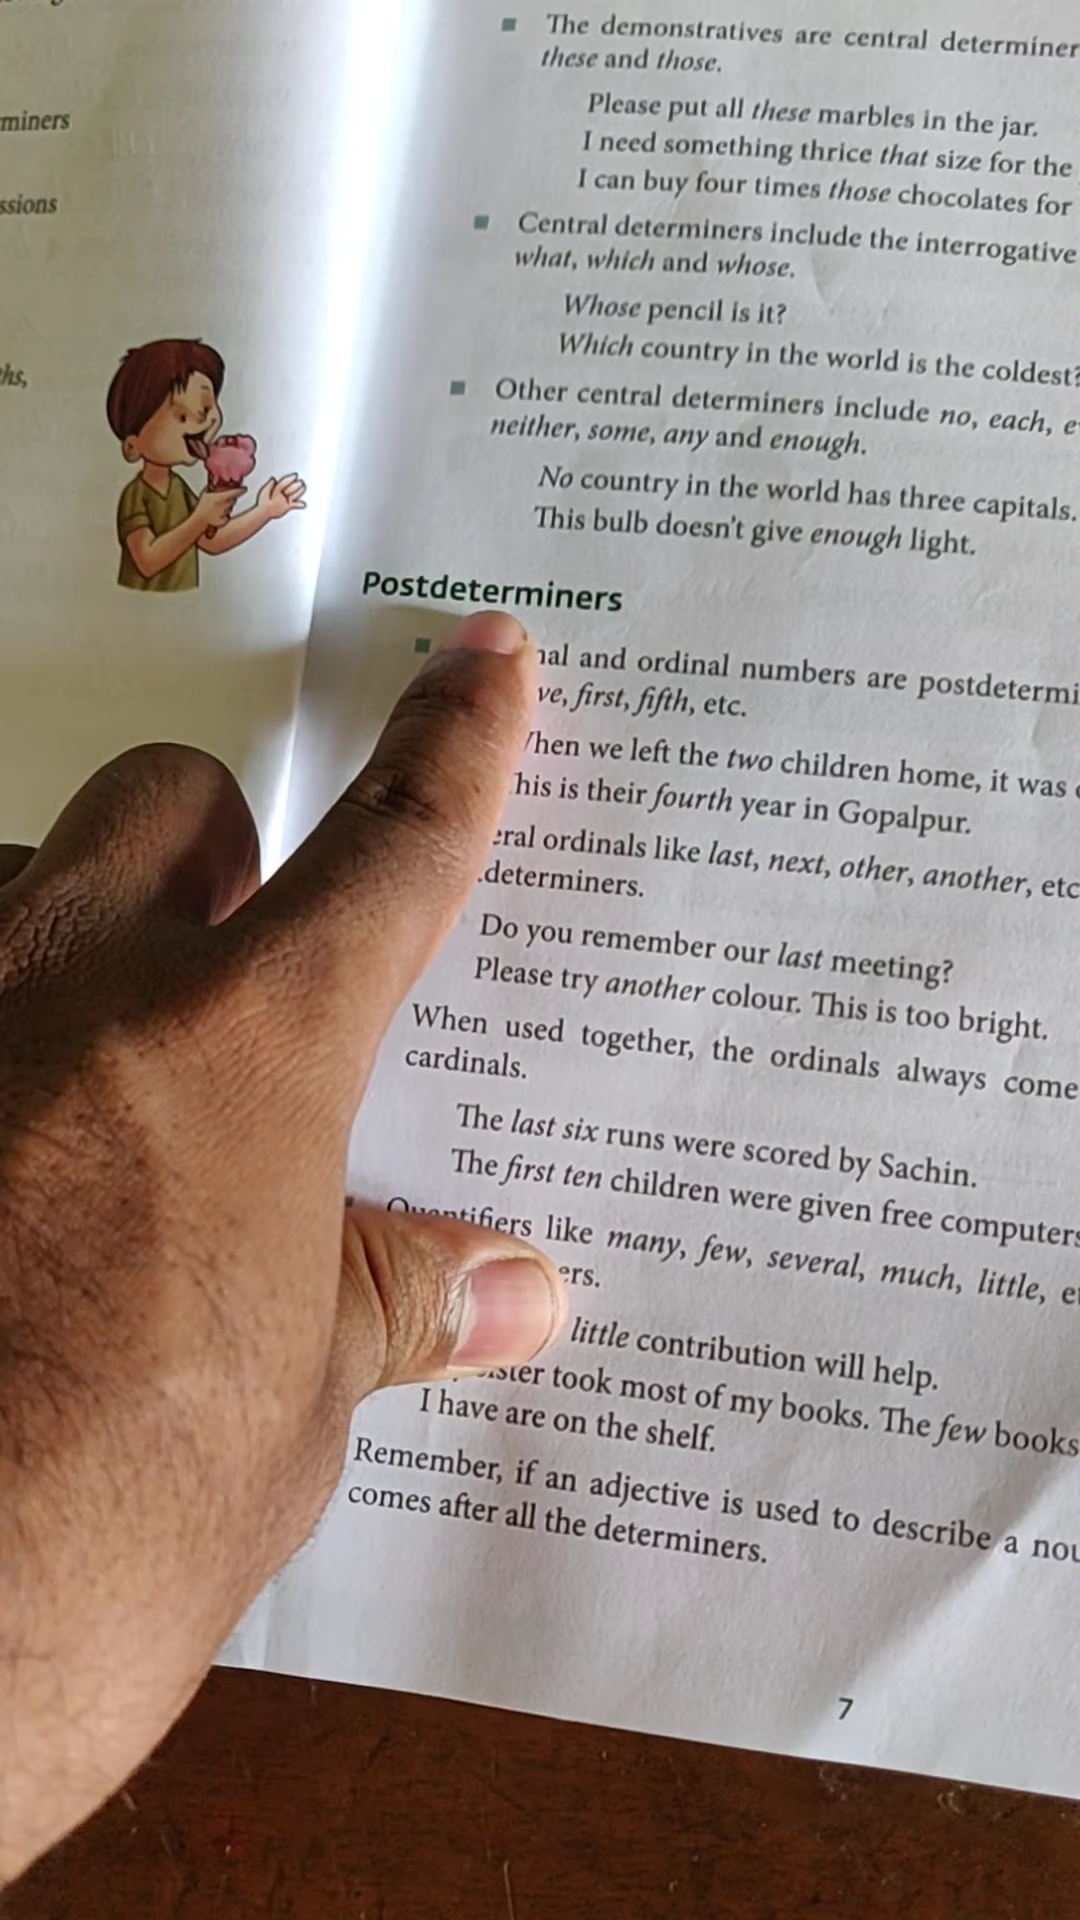 miners
ssions
ths,
The demonstratives are central determiner
these and those.
Please put all these marbles in the jar.
I need something thrice that size for the
I can buy four times those chocolates for
Central determiners include the interrogative
what, which and whose.
Whose pencil is it?
Which country in the world is the coldest?
Other central determiners include no, each, e
neither, some, any and enough.
No country in the world has three capitals.
This bulb doesn't give enough light.
Postdeterminers
nal and ordinal numbers are postdetermi
ve, first, fifth, etc.
hen we left the two children home, it was
his is their fourth year in Gopalpur.
eral ordinals like last, next, other, another, etc
determiners.
Do you remember our last meeting?
Please try another colour. This is too bright.
When used together, the ordinals always come
cardinals.
The last six runs were scored by Sachin.
The first ten children were given free computers
Quantifiers like many, few, several, much, little, e
ers.
little contribution will help.
ister took most of my books. The few books
I have are on the shelf.
Remember, if an adjective is used to describe a nou
comes after all the determiners.
7